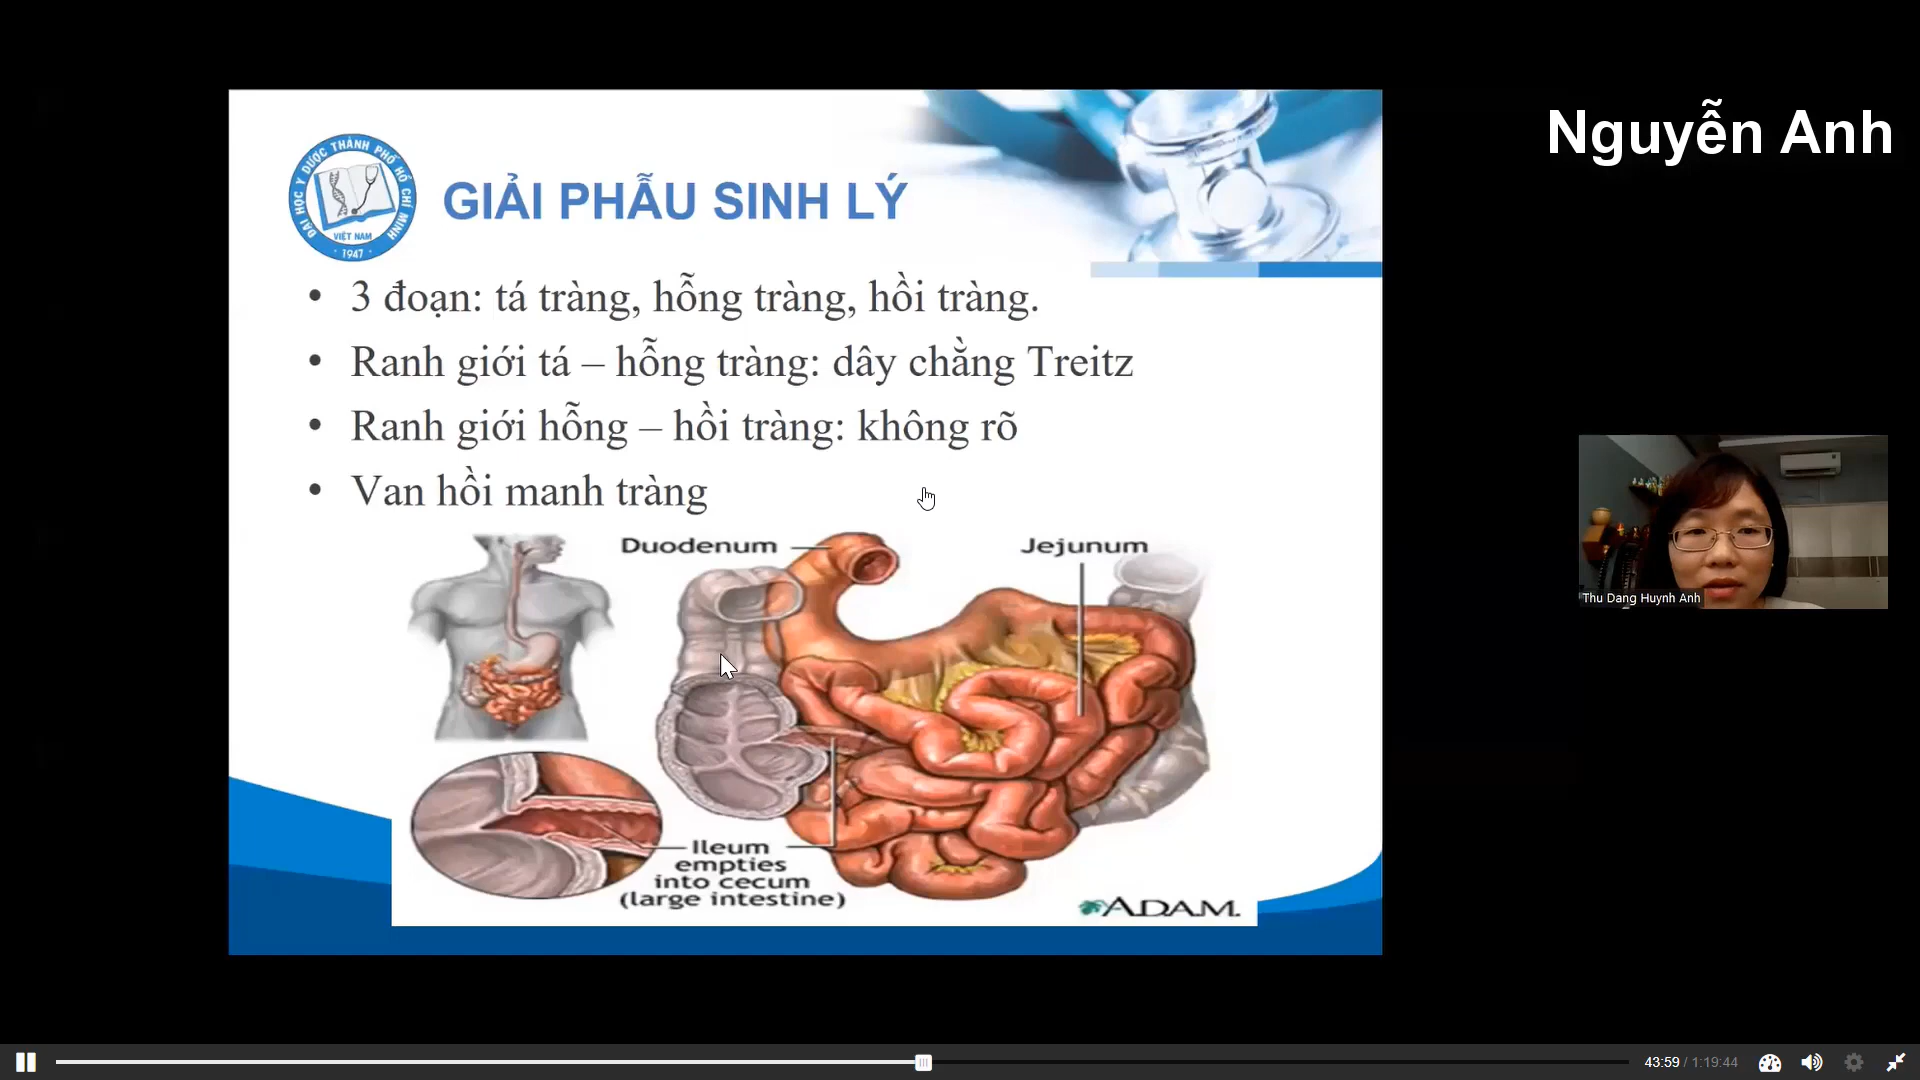 Nguyễn Anh
ĐẠI HỌC Y DƯỢC THÀNH PHỐ HỒ CHÍ MINH
VIỆT NAM
1947
GIẢI PHẪU SINH LÝ
• 3 đoạn: tá tràng, hỗng tràng, hồi tràng.
• Ranh giới tá – hỗng tràng: dây chằng Treitz
• Ranh giới hỗng – hồi tràng: không rõ
• Van hồi manh tràng
Duodenum
Jejunum
Ileum
empties
into cecum
(large intestine)
A.D.A.M.
Thu Dang Huynh Anh
43:59 / 1:19:44